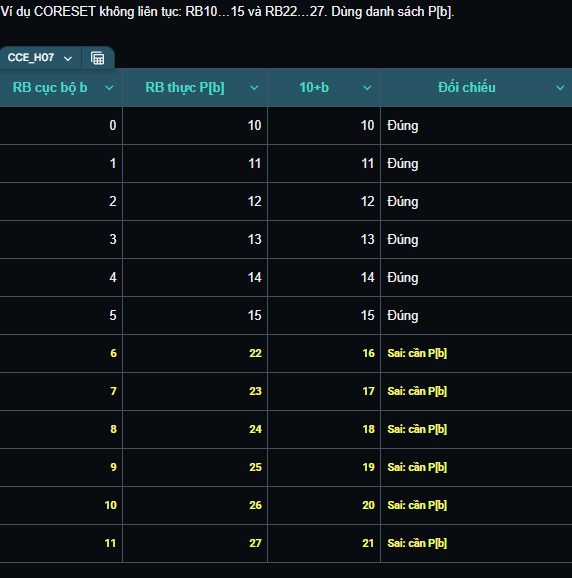 Ví dụ CORESET không liên tục: RB10...15 và RB22...27. Dùng danh sách P[b].
CCE_H07
RB cục bộ b RB thực P[b] 10+b Đối chiếu
0 10 10 Đúng
1 11 11 Đúng
2 12 12 Đúng
3 13 13 Đúng
4 14 14 Đúng
5 15 15 Đúng
6 22 16 Sai: cần P[b]
7 23 17 Sai: cần P[b]
8 24 18 Sai: cần P[b]
9 25 19 Sai: cần P[b]
10 26 20 Sai: cần P[b]
11 27 21 Sai: cần P[b]